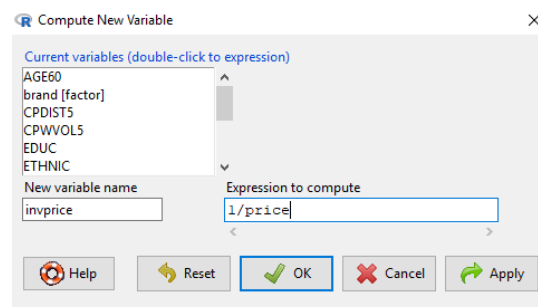 Compute New Variable
Current variables (double-click to expression)
AGE60
brand [factor]
CPDIST5
CPWVOL5
EDUC
ETHNIC
New variable name Expression to compute
invprice 1/price
Help Reset OK Cancel Apply